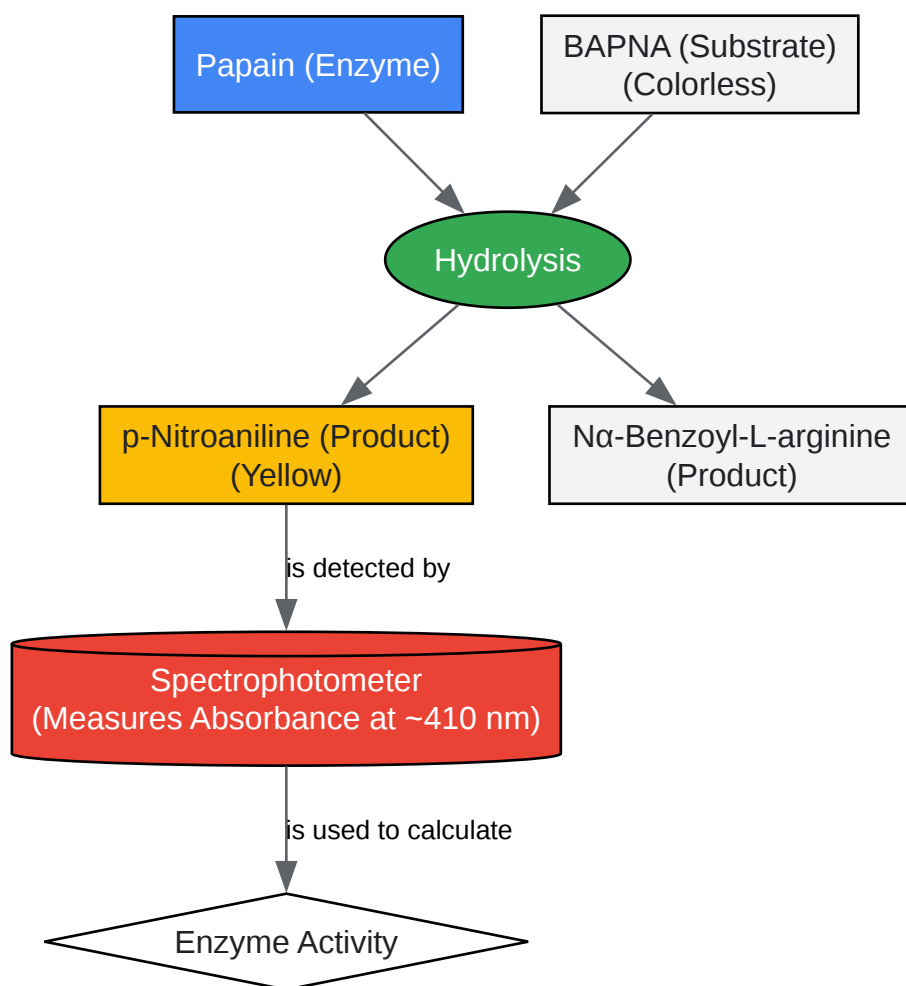 Papain (Enzyme)
BAPNA (Substrate)
(Colorless)
Hydrolysis
p-Nitroaniline (Product)
(Yellow)
Nα-Benzoyl-L-arginine
(Product)
is detected by
Spectrophotometer
(Measures Absorbance at ~410 nm)
is used to calculate
Enzyme Activity